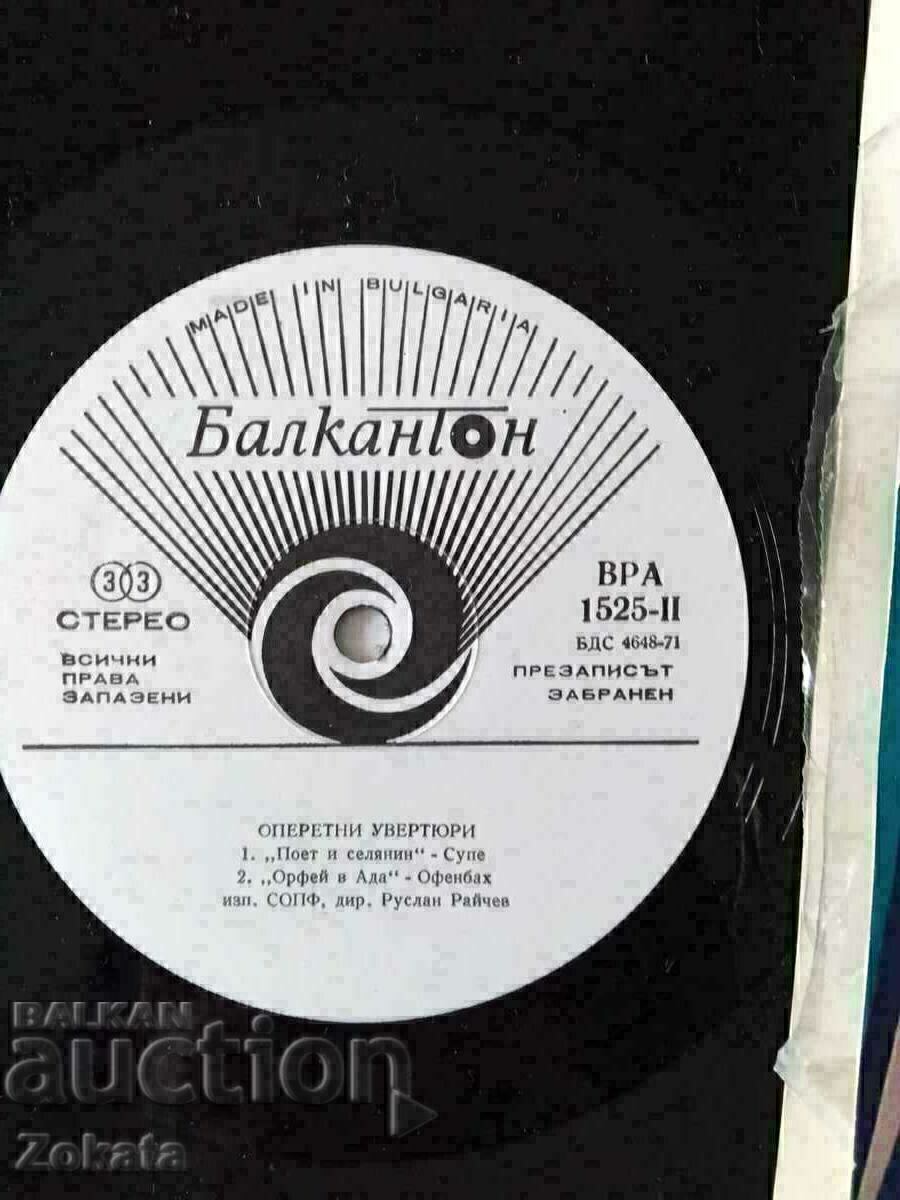 MADE IN BULGARIA
Балкантон
33
СТЕРЕО
ВСИЧКИ
ПРАВА
ЗАПАЗЕНИ
ВРА
1525-II
БДС 4648-71
ПРЕЗАПИСЪТ
ЗАБРАНЕН
ОПЕРЕТНИ УВЕРТЮРИ
1. „Поет и селянин" - Супе
2. „Орфей в Ада" - Офенбах
изп. СОПФ, дир. Руслан Райчев
BALKAN
auction
Zokata